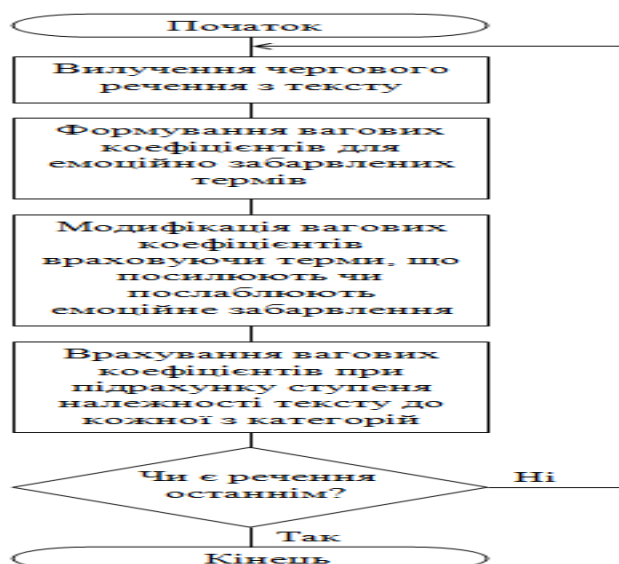 Початок
Вилучення чергового
речення з тексту
Формування вагових
коефіцієнтів для
емоційно забарвлених
термів
Модифікація вагових
коефіцієнтів
враховуючи терми, що
посилюють чи
послаблюють
емоційне забарвлення
Врахування вагових
коефіцієнтів при
підрахунку ступеня
належності тексту до
кожної з категорій
Чи є речення
останнім?
Ні
Так
Кінець